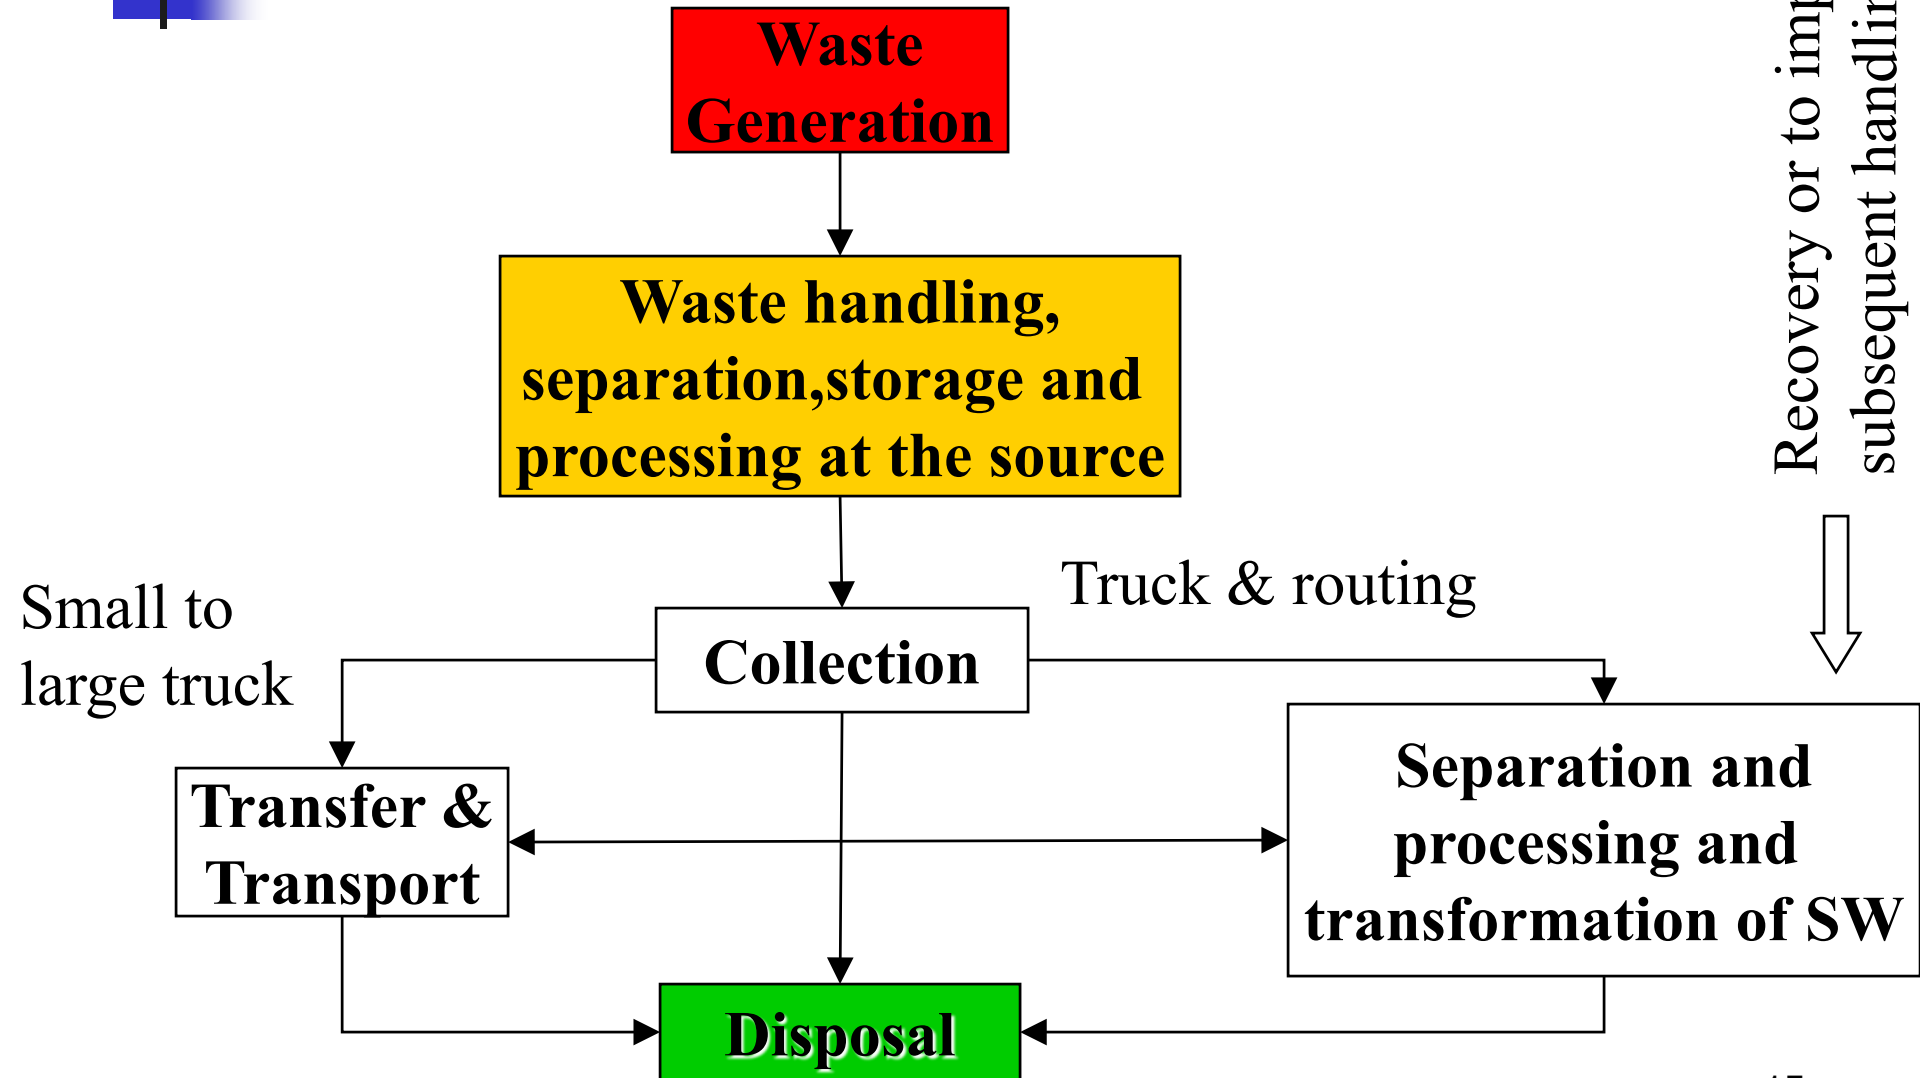 Waste
Generation
Recovery or to
subsequent
Waste handling,
separation,storage and
processing at the source
Truck & routing
Small to
large truck
Collection
Transfer &
Transport
Separation and
processing and
transformation of SW
Disposal